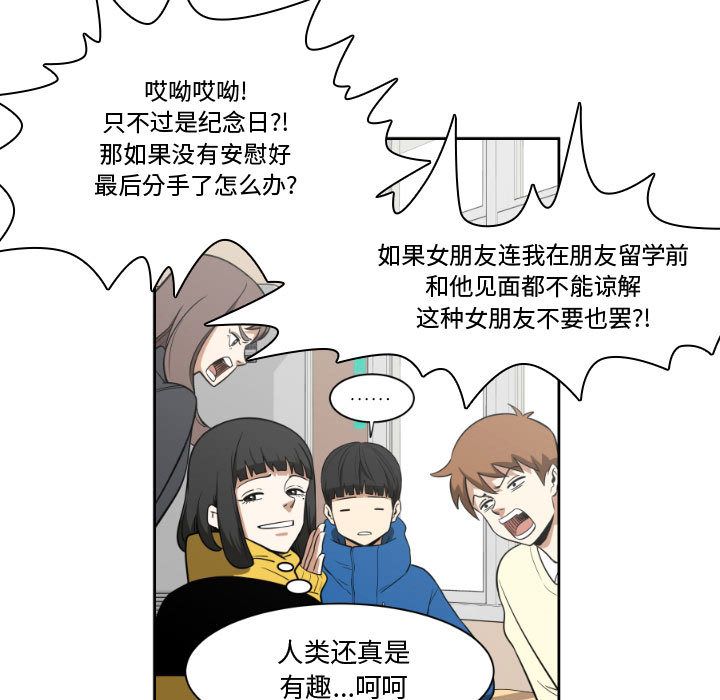 哎呦哎呦!
只不过是纪念日?!
那如果没有安慰好
最后分手了怎么办?
如果女朋友连我在朋友留学前
和他见面都不能谅解
这种女朋友不要也罢?!
……
人类还真是
有趣...呵呵